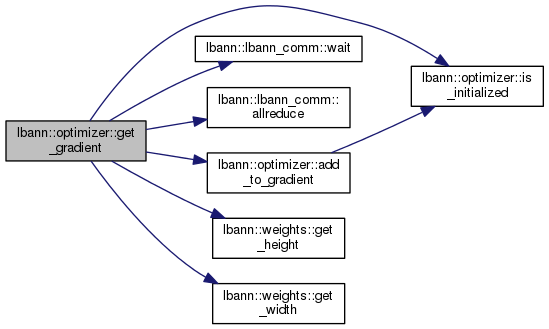 lbann::optimizer::get
_gradient
lbann::lbann_comm::wait
lbann::optimizer::is
_initialized
lbann::lbann_comm::
allreduce
lbann::optimizer::add
_to_gradient
lbann::weights::get
_height
lbann::weights::get
_width